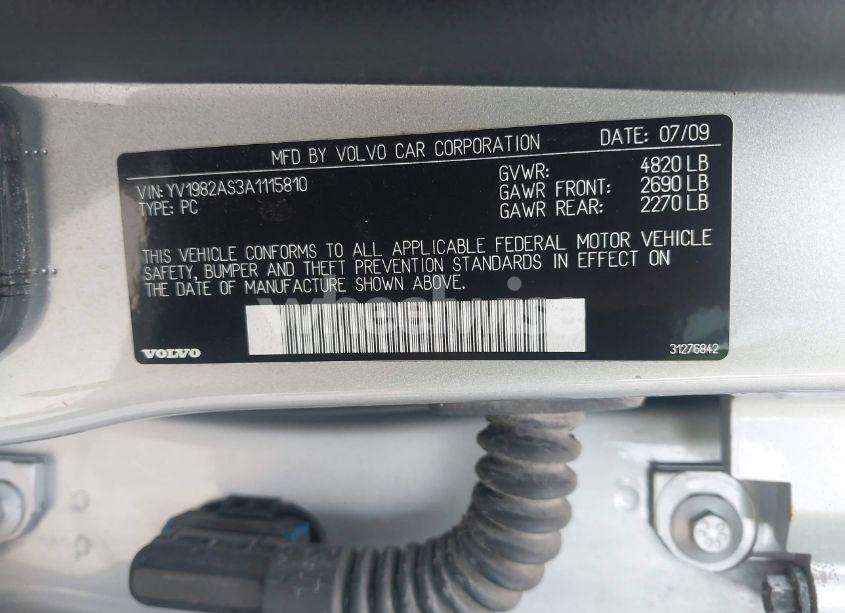 MFD BY VOLVO CAR CORPORATION DATE: 07/09
VIN: YV1982AS3A1115810
TYPE: PC
GVWR: 4820 LB
GAWR FRONT: 2690 LB
GAWR REAR: 2270 LB
THIS VEHICLE CONFORMS TO ALL APPLICABLE FEDERAL MOTOR VEHICLE
SAFETY, BUMPER AND THEFT PREVENTION STANDARDS IN EFFECT ON
THE DATE OF MANUFACTURE SHOWN ABOVE.
wheelwise
VOLVO
31276842